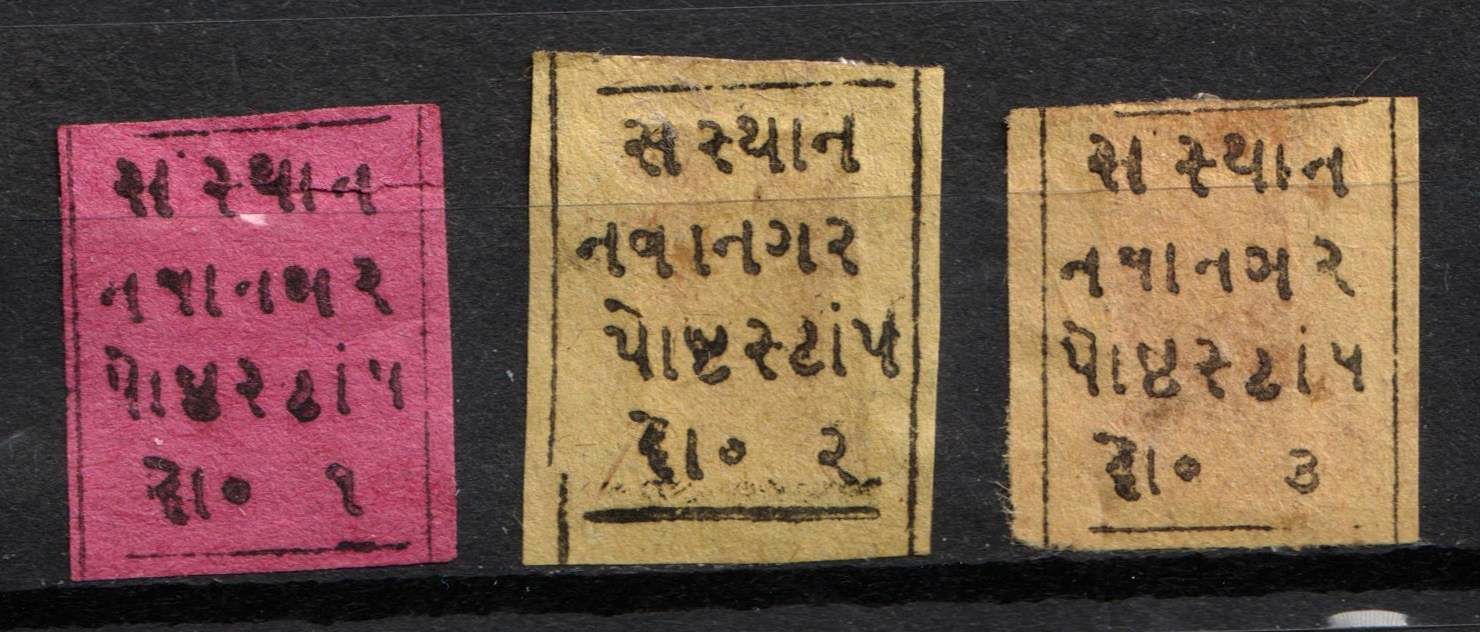 સંસ્થાન
નવાનગર
પોષ્ટસ્ટાંપ
દોા૦ ૧
સંસ્થાન
નવાનગર
પોષ્ટસ્ટાંપ
દોા૦ ૨
સંસ્થાન
નવાનગર
પોષ્ટસ્ટાંપ
દોા૦ ૩